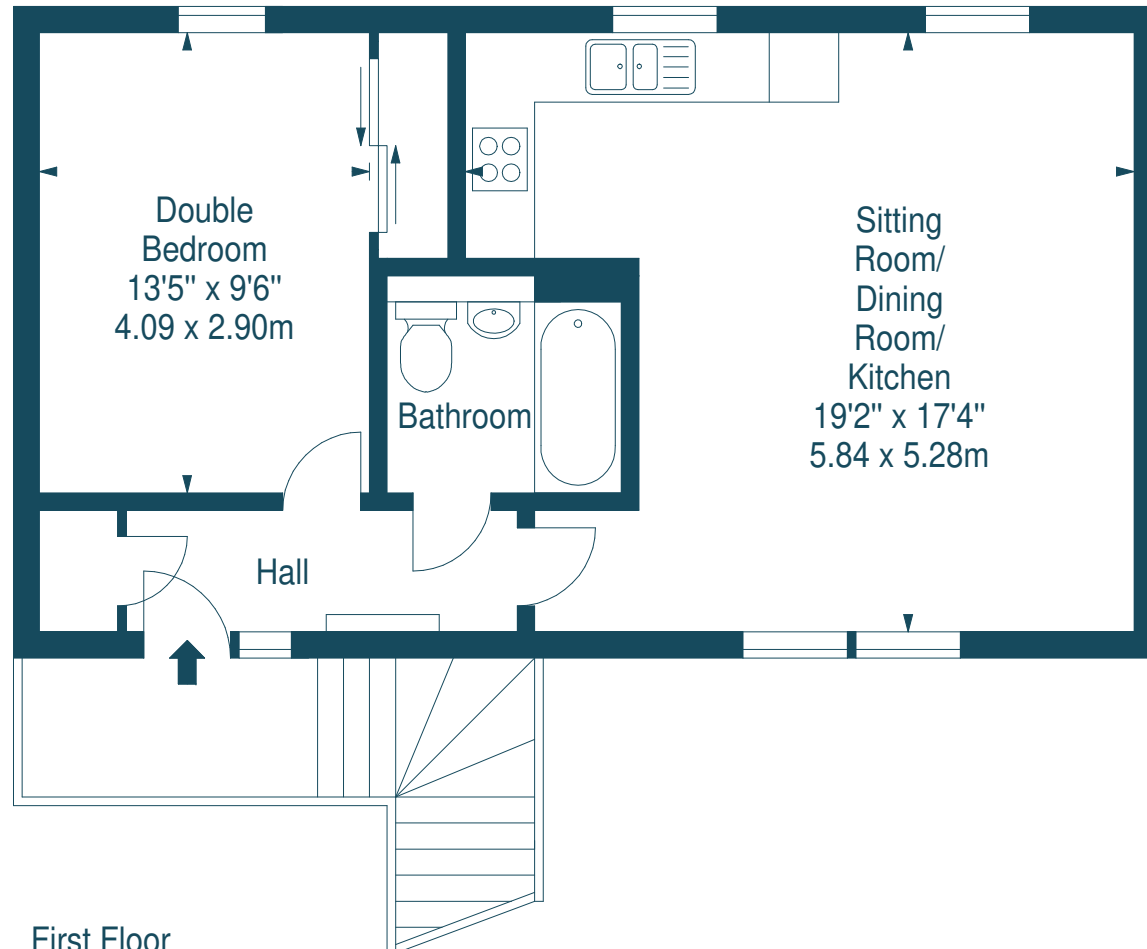 Double
Bedroom
13'5" x 9'6"
4.09 x 2.90m
Sitting
Room/
Dining
Room/
Kitchen
19'2" x 17'4"
5.84 x 5.28m
Bathroom
Hall
First Floor